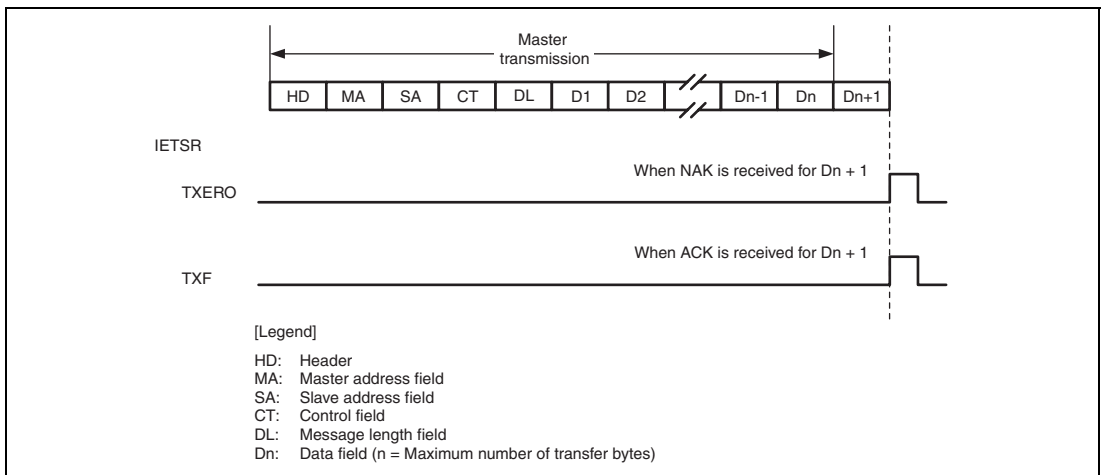 Master
transmission
HD MA SA CT DL D1 D2 Dn-1 Dn Dn+1
IETSR
When NAK is received for Dn + 1
TXERO
When ACK is received for Dn + 1
TXF
[Legend]
HD: Header
MA: Master address field
SA: Slave address field
CT: Control field
DL: Message length field
Dn: Data field (n = Maximum number of transfer bytes)